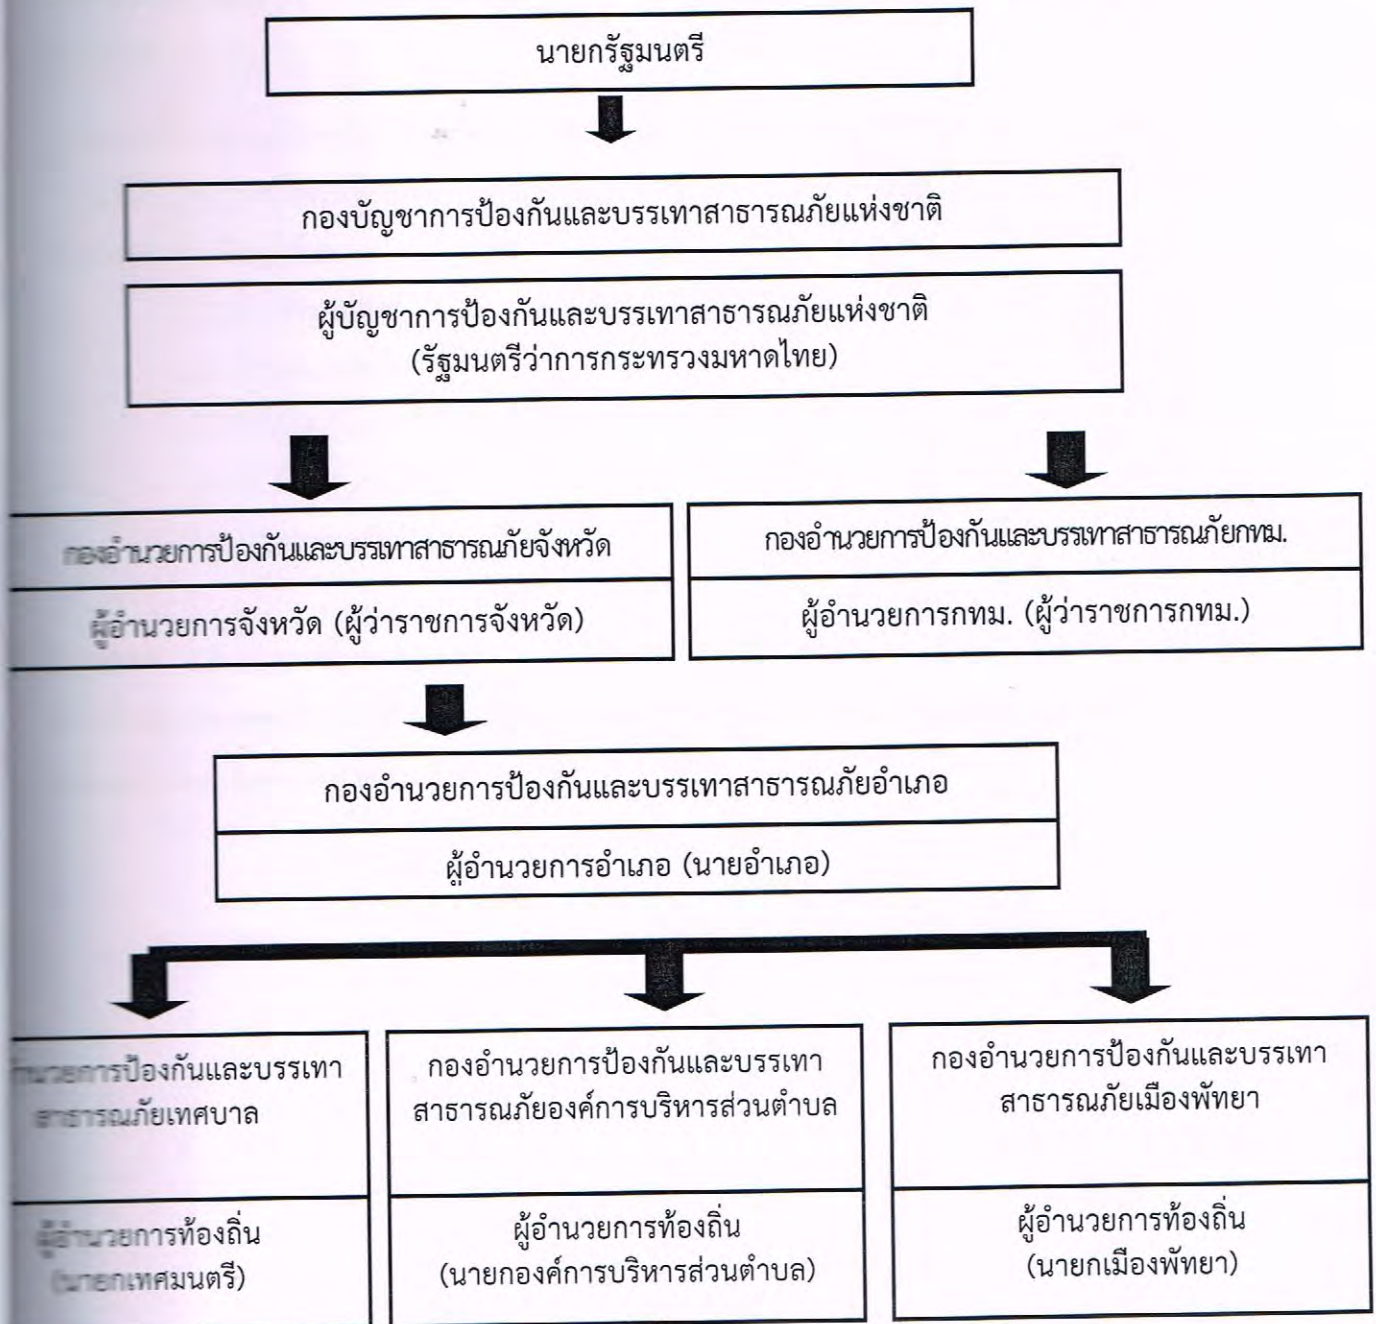 นายกรัฐมนตรี
กองบัญชาการป้องกันและบรรเทาสาธารณภัยแห่งชาติ
ผู้บัญชาการป้องกันและบรรเทาสาธารณภัยแห่งชาติ
(รัฐมนตรีว่าการกระทรวงมหาดไทย)
กองอำนวยการป้องกันและบรรเทาสาธารณภัยจังหวัด
ผู้อำนวยการจังหวัด (ผู้ว่าราชการจังหวัด)
กองอำนวยการป้องกันและบรรเทาสาธารณภัยกทม.
ผู้อำนวยการกทม. (ผู้ว่าราชการกทม.)
กองอำนวยการป้องกันและบรรเทาสาธารณภัยอำเภอ
ผู้อำนวยการอำเภอ (นายอำเภอ)
อำนวยการป้องกันและบรรเทา
สาธารณภัยเทศบาล
ผู้อำนวยการท้องถิ่น
(นายกเทศมนตรี)
กองอำนวยการป้องกันและบรรเทา
สาธารณภัยองค์การบริหารส่วนตำบล
ผู้อำนวยการท้องถิ่น
(นายกองค์การบริหารส่วนตำบล)
กองอำนวยการป้องกันและบรรเทา
สาธารณภัยเมืองพัทยา
ผู้อำนวยการท้องถิ่น
(นายกเมืองพัทยา)